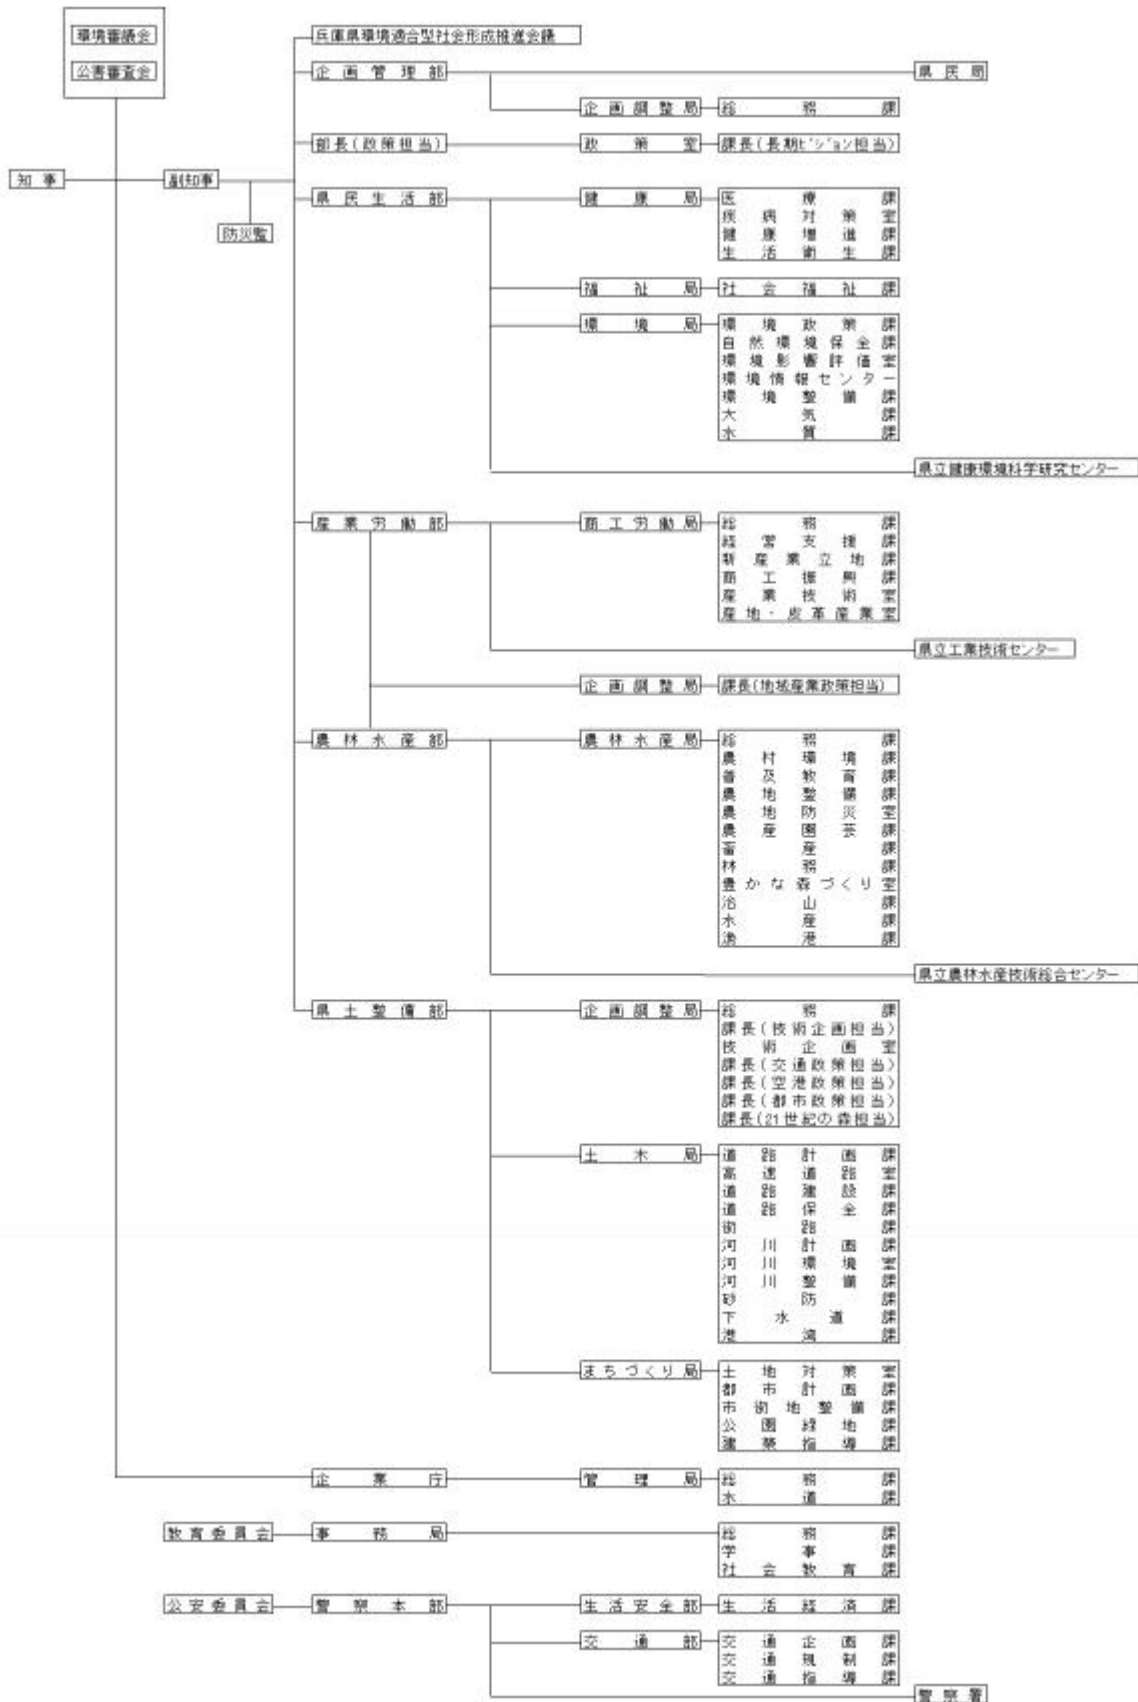 環境審議会
公害審査会
兵庫県環境適合型社会形成推進会議
企画管理部
県民局
企画調整局
総務課
部長(政策担当)
政策室
課長(長期ビジョン担当)
知事
副知事
防災監
県民生活部
健康局
医療課
疾病対策室
健康増進課
生活衛生課
福祉局
社会福祉課
環境局
環境政策課
自然環境保全課
環境影響評価室
環境情報センター
環境整備課
大気課
水質課
県立健康環境科学研究センター
産業労働部
商工労働局
総務課
経営支援課
新産業立地課
商工振興課
産業技術室
産地・皮革産業室
県立工業技術センター
企画調整局
課長(地域産業政策担当)
農林水産部
農林水産局
総務課
農村環境課
普及教育課
農地整備課
農地防災室
農産園芸課
畜産課
林務課
豊かな森づくり室
治山課
水産課
漁港課
県立農林水産技術総合センター
県土整備部
企画調整局
総務課
課長(技術企画担当)
技術企画室
課長(交通政策担当)
課長(空港政策担当)
課長(都市政策担当)
課長(21世紀の森担当)
土木局
道路計画課
高速道路室
道路建設課
道路保全課
街路課
河川計画課
河川環境室
河川整備課
砂防課
下水道課
港湾課
まちづくり局
土地対策室
都市計画課
市街地整備課
公園緑地課
建築指導課
企業庁
管理局
総務課
水道課
教育委員会
事務局
総務課
学事課
社会教育課
公安委員会
警察本部
生活安全部
生活経済課
交通部
交通企画課
交通規制課
交通指導課
警察署